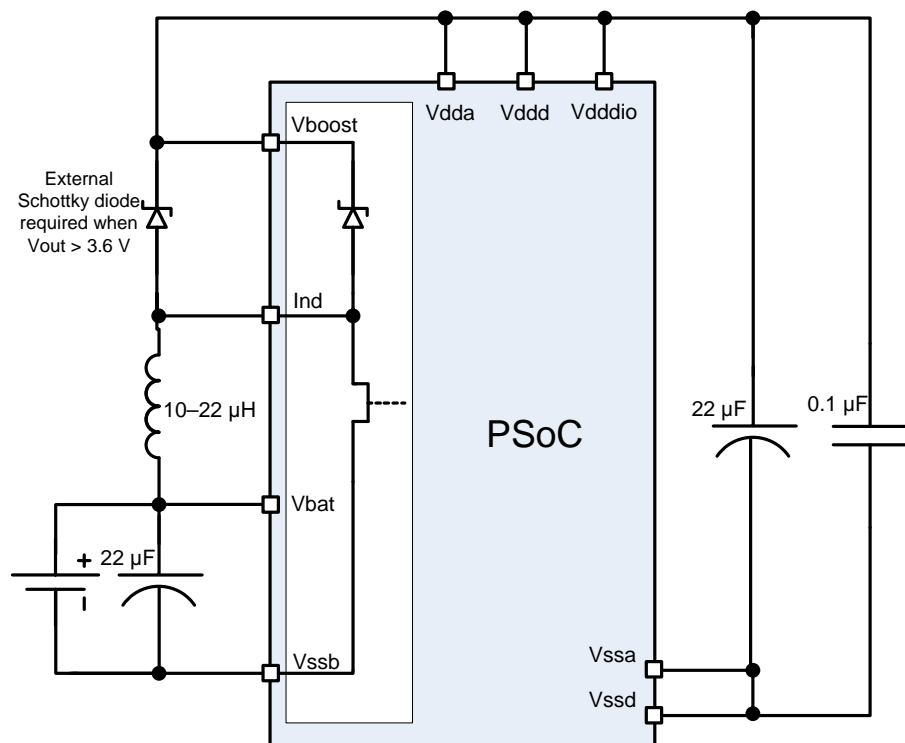 Vdda
Vddd
Vdddio
Vboost
External
Schottky diode
required when
Vout > 3.6 V
Ind
10–22 µH
PSoC
22 µF
0.1 µF
Vbat
+
22 µF
Vssb
Vssa
Vssd